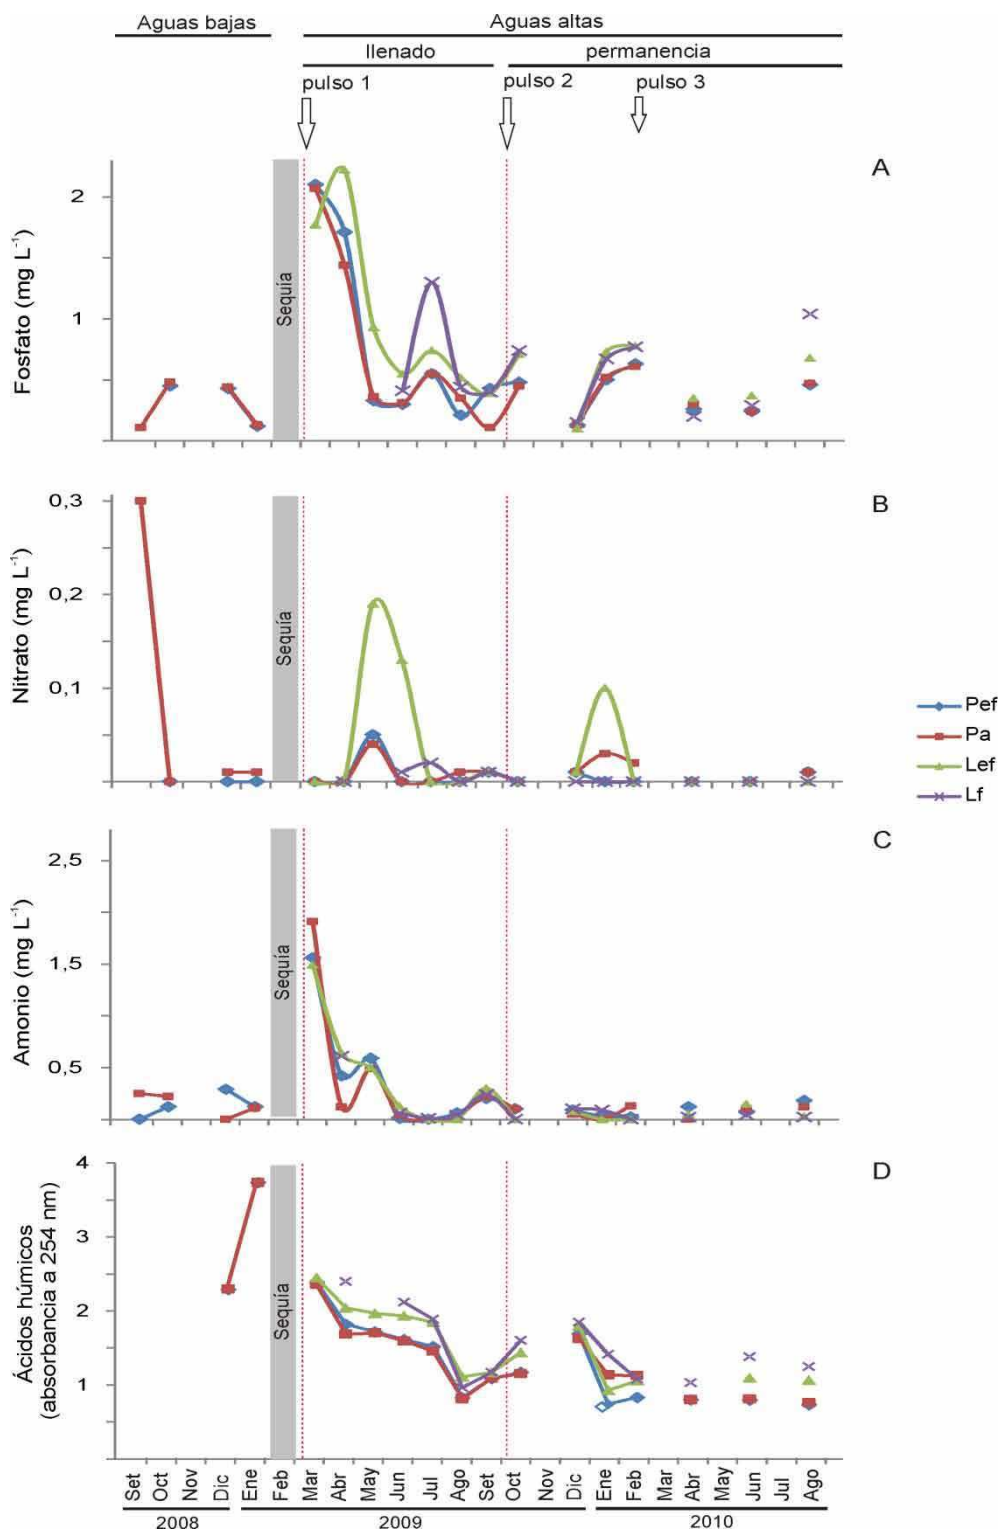 Aguas bajas
Aguas altas
llenado
permanencia
pulso 1
pulso 2
pulso 3
A
Fosfato (mg L⁻¹)
2
1
Sequía
B
Nitrato (mg L⁻¹)
0,3
0,2
0,1
Sequía
Pef
Pa
Lef
Lf
C
Amonio (mg L⁻¹)
2,5
1,5
0,5
Sequía
D
Ácidos húmicos
(absorbancia a 254 nm)
4
3
2
1
Sequía
Set Oct Nov Dic Ene Feb Mar Abr May Jun Jul Ago Set Oct Nov Dic Ene Feb Mar Abr May Jun Jul Ago
2008 2009 2010